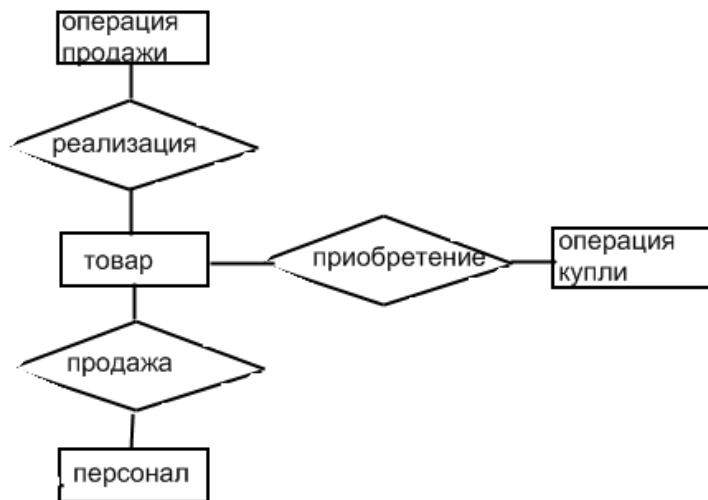 операция
продажи
реализация
товар
приобретение
операция
купли
продажа
персонал